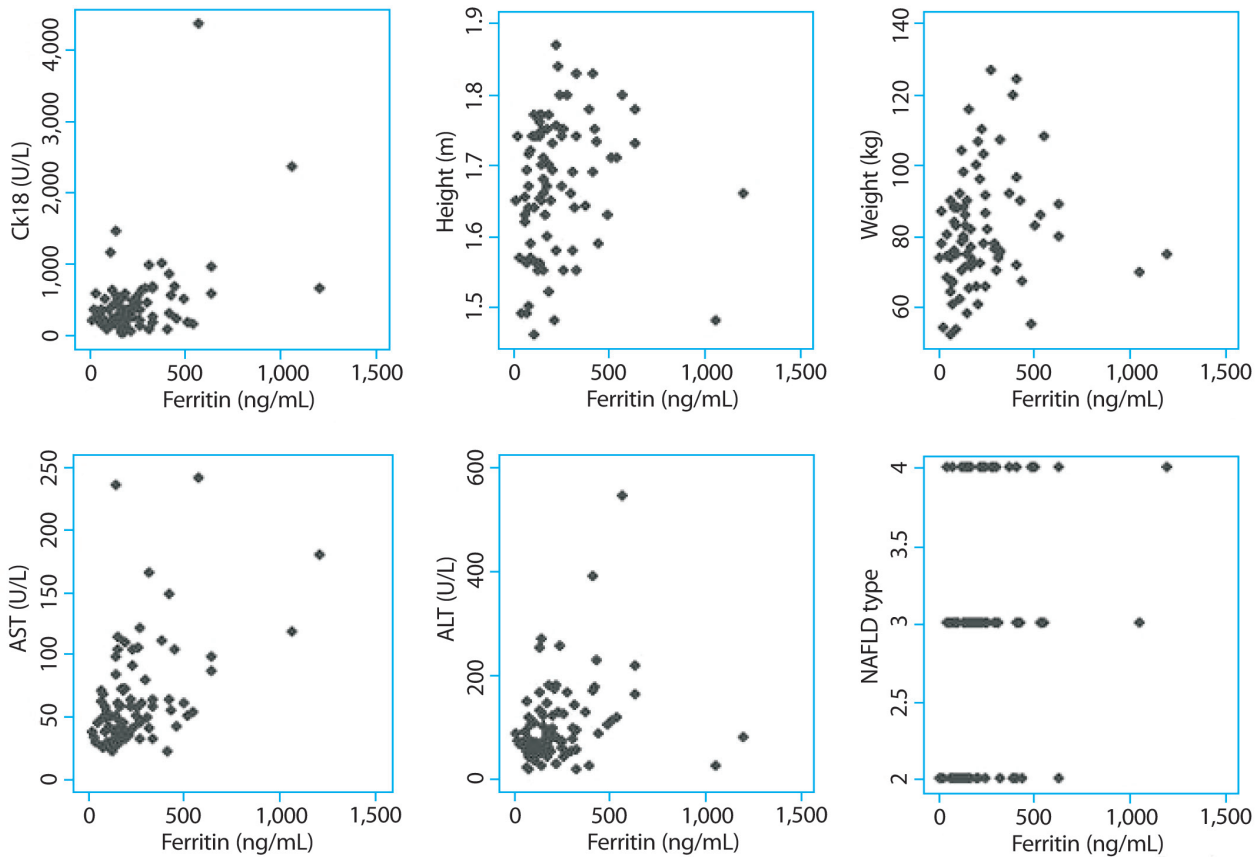 Ck18 (U/L)
4,000
3,000
2,000
1,000
0
0 500 1,000 1,500
Ferritin (ng/mL)
Height (m)
1.9
1.8
1.7
1.6
1.5
0 500 1,000 1,500
Ferritin (ng/mL)
Weight (kg)
140
120
100
80
60
0 500 1,000 1,500
Ferritin (ng/mL)
AST (U/L)
250
200
150
100
50
0
0 500 1,000 1,500
Ferritin (ng/mL)
ALT (U/L)
600
400
200
0
0 500 1,000 1,500
Ferritin (ng/mL)
NAFLD type
4
3.5
3
2.5
2
0 500 1,000 1,500
Ferritin (ng/mL)